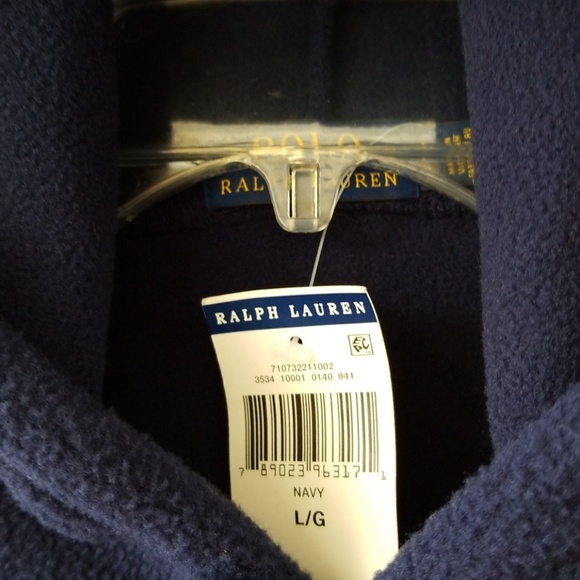 POLO
RALPH LAUREN
RALPH LAUREN
710732211002
3534 10001 0140 041
7 89023 96317 1
NAVY
L/G